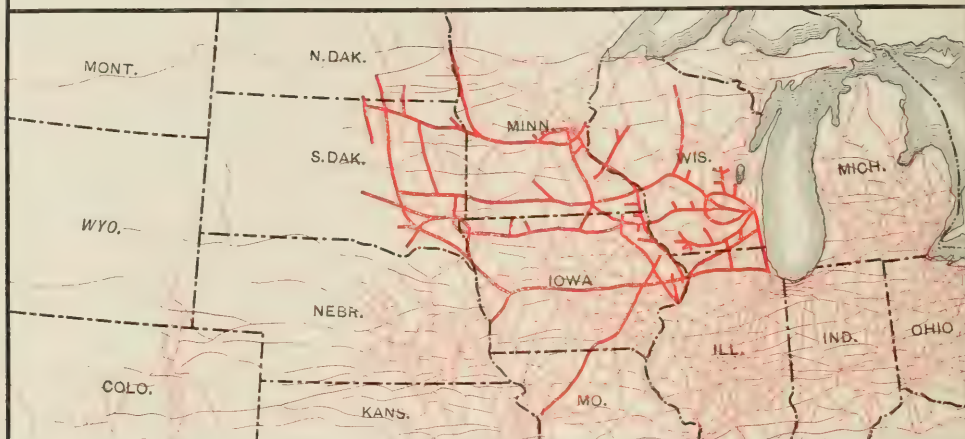 MONT.
N.DAK.
MINN.
S.DAK.
WIS.
MICH.
WYO.
IOWA
NEBR.
ILL.
IND.
OHIO
COLO.
KANS.
MO.